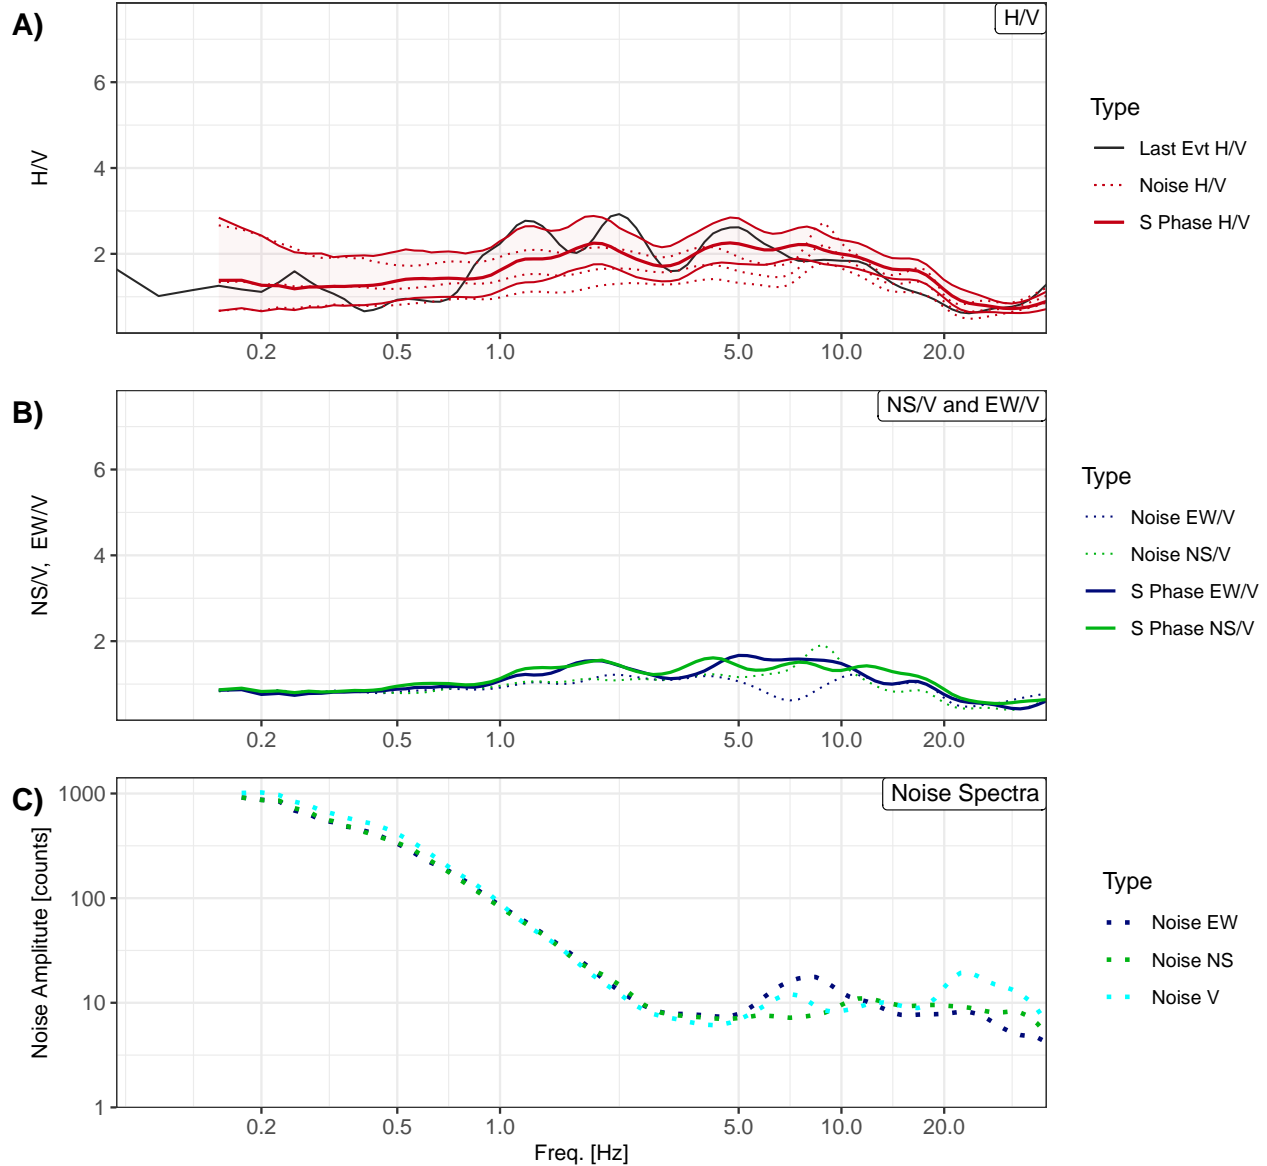 A)
H/V
6
4
2
H/V
0.2 0.5 1.0 5.0 10.0 20.0
Type
Last Evt H/V
Noise H/V
S Phase H/V
B)
NS/V and EW/V
6
4
2
NS/V, EW/V
0.2 0.5 1.0 5.0 10.0 20.0
Type
Noise EW/V
Noise NS/V
S Phase EW/V
S Phase NS/V
C)
Noise Spectra
1000
100
10
1
Noise Amplitute [counts]
0.2 0.5 1.0 5.0 10.0 20.0
Freq. [Hz]
Type
Noise EW
Noise NS
Noise V